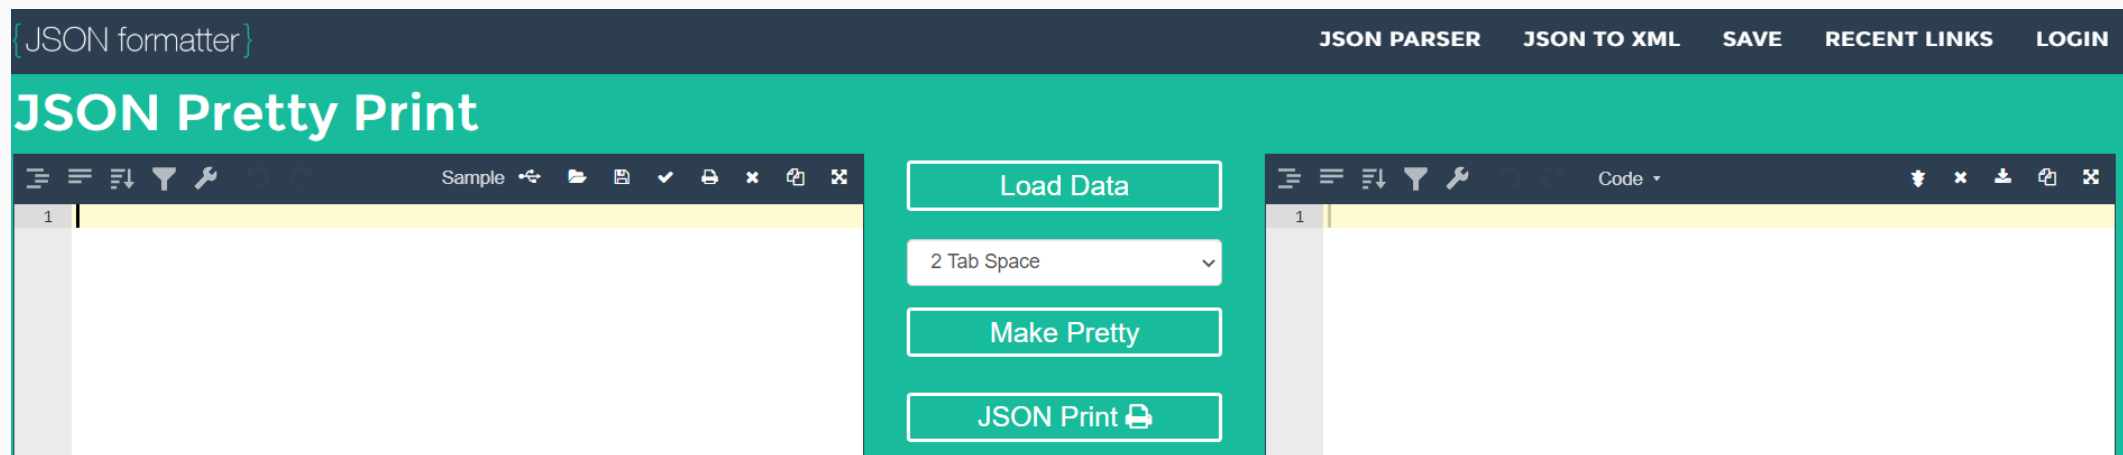 {JSON formatter}
JSON PARSER JSON TO XML SAVE RECENT LINKS LOGIN
JSON Pretty Print
Sample
Load Data
Code
1
1
2 Tab Space
Make Pretty
JSON Print